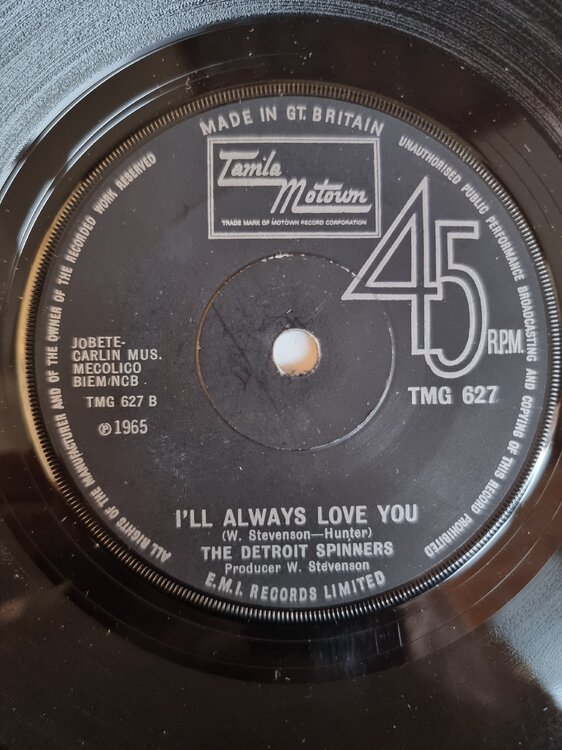 MADE IN GT. BRITAIN
Tamla
Motown
TRADE MARK OF MOTOWN RECORD CORPORATION
UNAUTHORISED PUBLIC PERFORMANCE BROADCASTING AND COPYING OF THIS RECORD PROHIBITED
ALL RIGHTS OF THE MANUFACTURER AND OF THE OWNER OF THE RECORDED WORK RESERVED
45
R.P.M.
TMG 627
JOBETE-
CARLIN MUS.
MECOLICO
BIEM/NCB
TMG 627 B
℗ 1965
I'LL ALWAYS LOVE YOU
(W. Stevenson—Hunter)
THE DETROIT SPINNERS
Producer W. Stevenson
E.M.I. RECORDS LIMITED